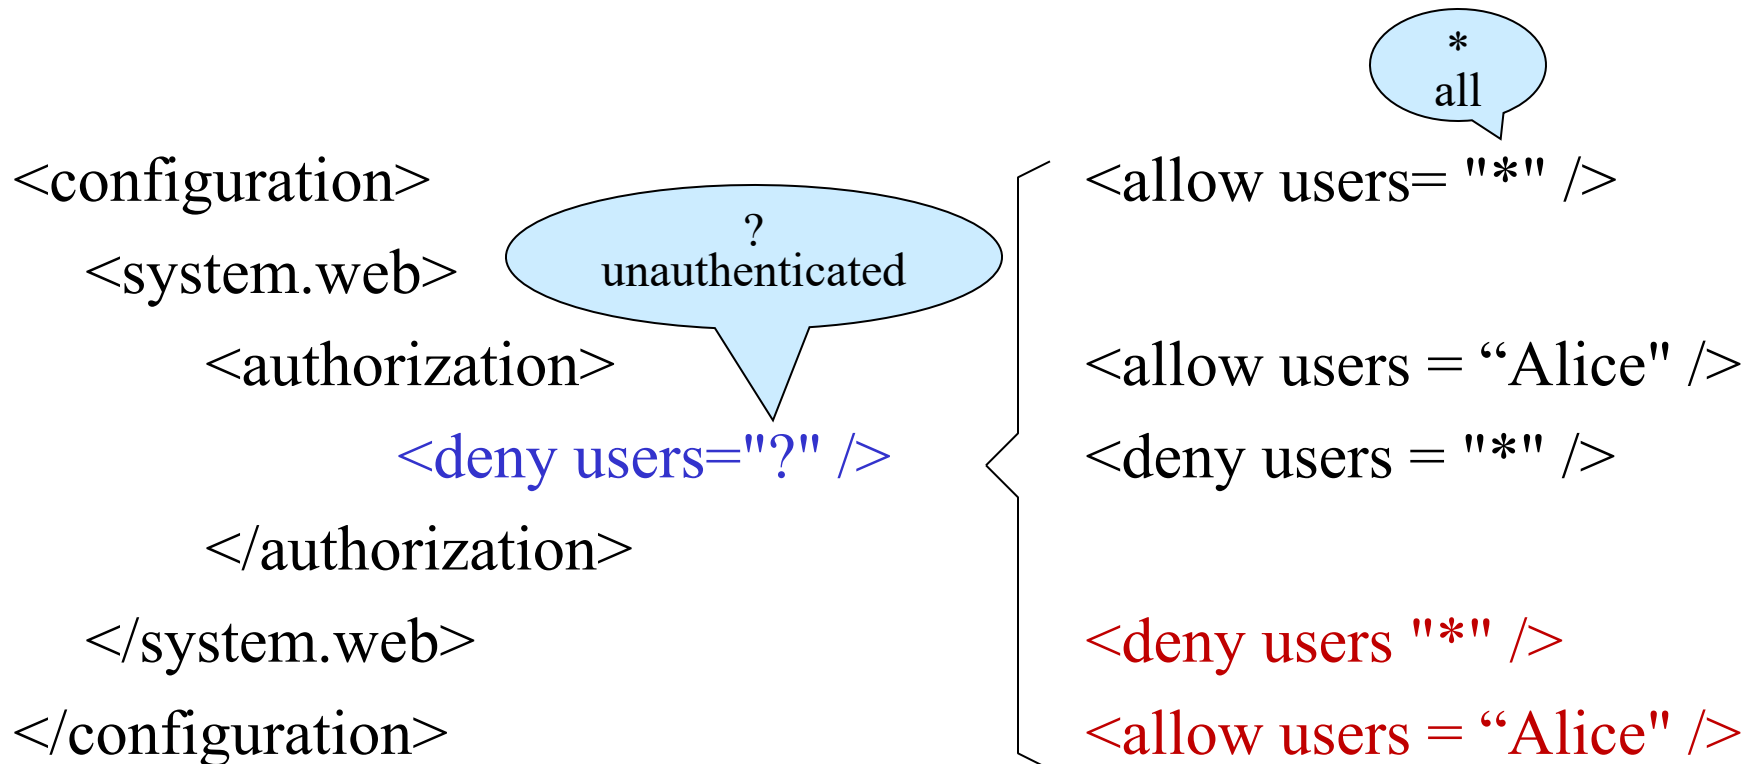 <configuration>
<system.web>
<authorization>
<deny users="?" />
</authorization>
</system.web>
</configuration>
?
unauthenticated
*
all
<allow users= "*" />
<allow users = “Alice" />
<deny users = "*" />
<deny users "*" />
<allow users = “Alice" />